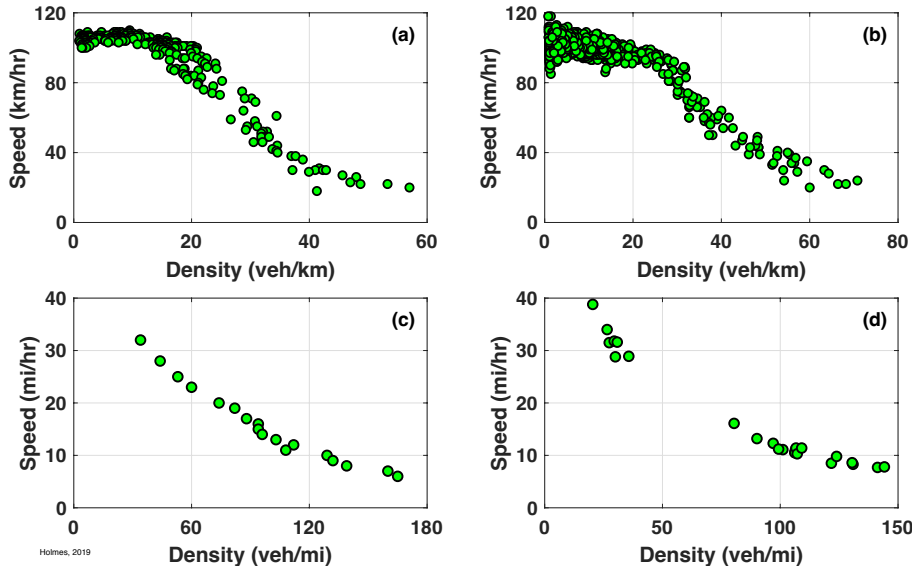 120
80
40
0
Speed (km/hr)
(a)
0 20 40 60
Density (veh/km)
120
80
40
0
Speed (km/hr)
(b)
0 20 40 60 80
Density (veh/km)
40
30
20
10
0
Speed (mi/hr)
(c)
0 60 120 180
Density (veh/mi)
40
30
20
10
0
Speed (mi/hr)
(d)
0 50 100 150
Density (veh/mi)
Holmes, 2019